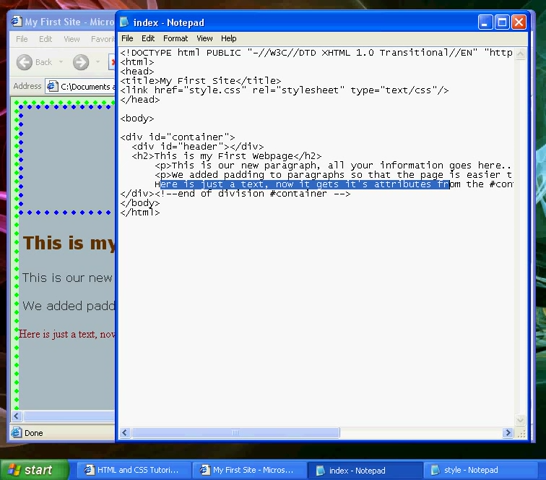 My First Site - Micros
index - Notepad
File Edit View Favori
File Edit Format View Help
Back
Address C:\Documents a
<!DOCTYPE html PUBLIC "-//W3C//DTD XHTML 1.0 Transitional//EN" "http
<html>
<head>
<title>My First Site</title>
<link href="style.css" rel="stylesheet" type="text/css"/>
</head>
<body>
<div id="container">
<div id="header"></div>
<h2>This is my First Webpage</h2>
<p>This is our new paragraph, all your information goes here..
<p>We added padding to paragraphs so that the page is easier t
Here is just a text, now it gets it's attributes from the #con
</div><!--end of division #container -->
</body>
</html>
This is my
This is our new
We added padd
Here is just a text, now
Done
start
HTML and CSS Tutori...
My First Site - Micros...
index - Notepad
style - Notepad